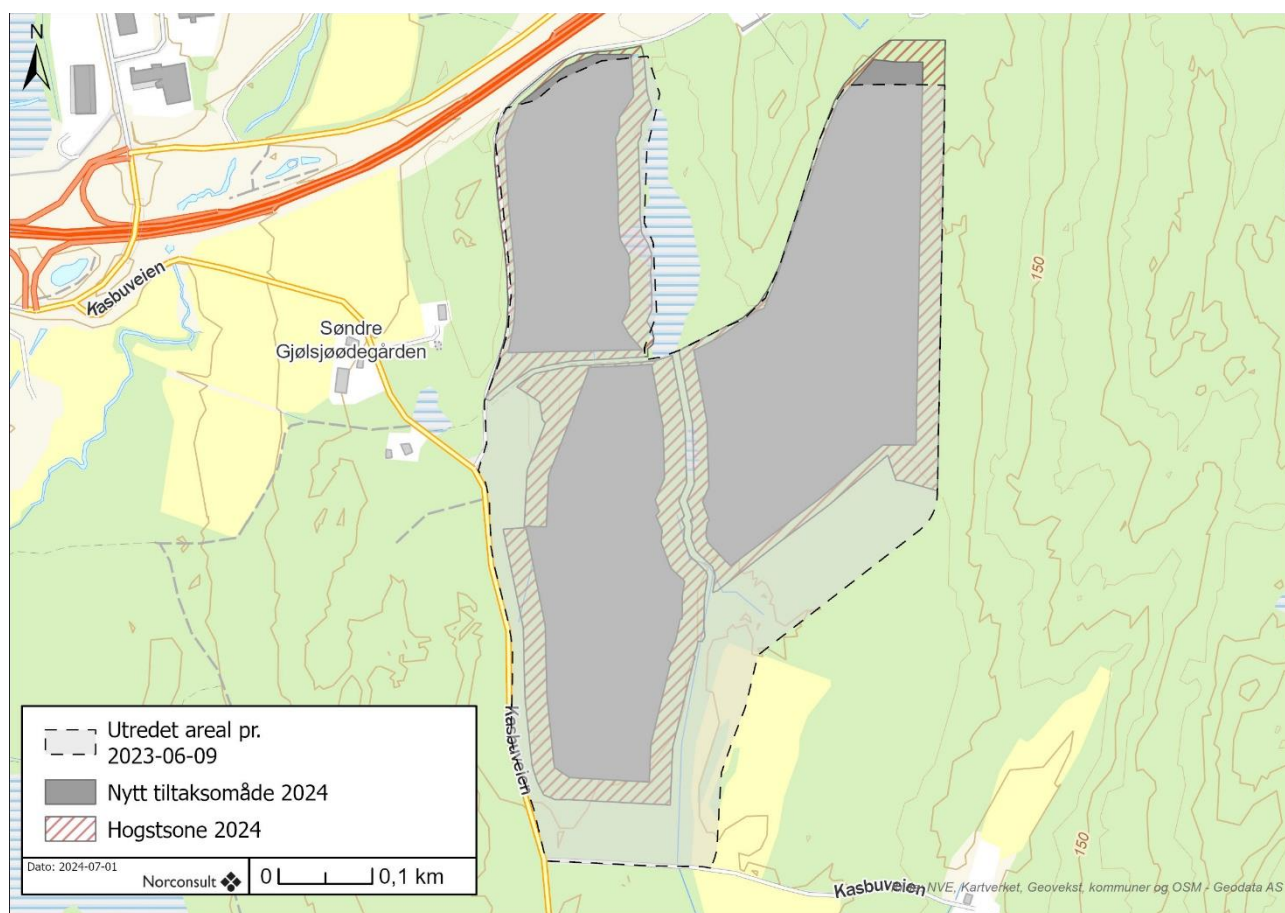 N
150
Kasbuveien
Søndre
Gjølsjøødegården
Kasbuveien
Utredet areal pr.
2023-06-09
Nytt tiltaksområde 2024
Hogstsone 2024
Dato: 2024-07-01
Norconsult
0 0,1 km
150
Kasbuveien
NVE, Kartverket, Geovekst, kommuner og OSM - Geodata AS